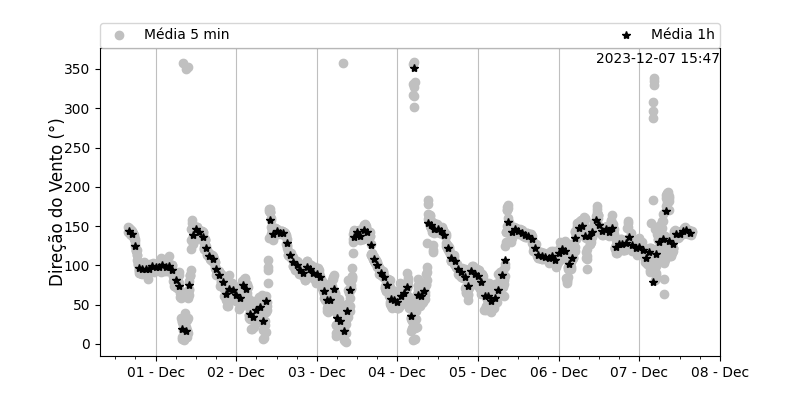 Média 5 min
Média 1h
2023-12-07 15:47
Direção do Vento (°)
350
300
250
200
150
100
50
0
01 - Dec
02 - Dec
03 - Dec
04 - Dec
05 - Dec
06 - Dec
07 - Dec
08 - Dec